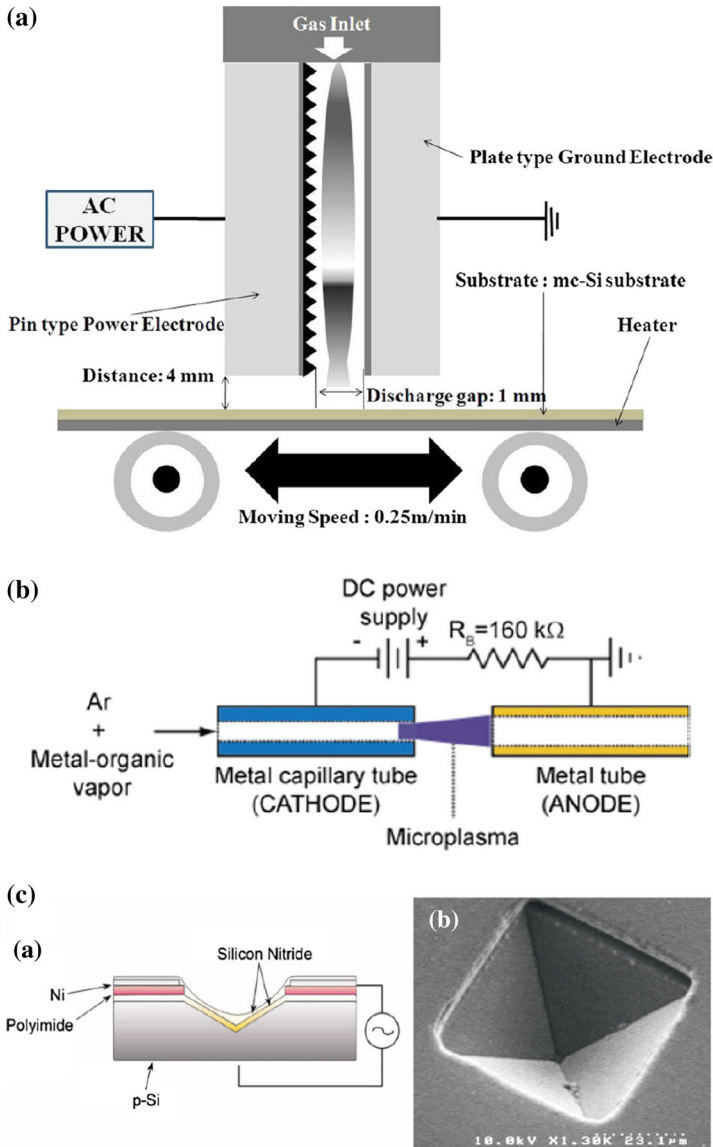 (a)
Gas Inlet
Plate type Ground Electrode
AC
POWER
Substrate : mc-Si substrate
Pin type Power Electrode
Heater
Distance: 4 mm
Discharge gap: 1 mm
Moving Speed : 0.25m/min
(b)
DC power
supply
- +
R_B=160 kΩ
Ar
+
Metal-organic
vapor
Metal capillary tube
(CATHODE)
Metal tube
(ANODE)
Microplasma
(c)
(a)
Silicon Nitride
Ni
Polyimide
p-Si
(b)
10.0kV X1.30K 23.1µm